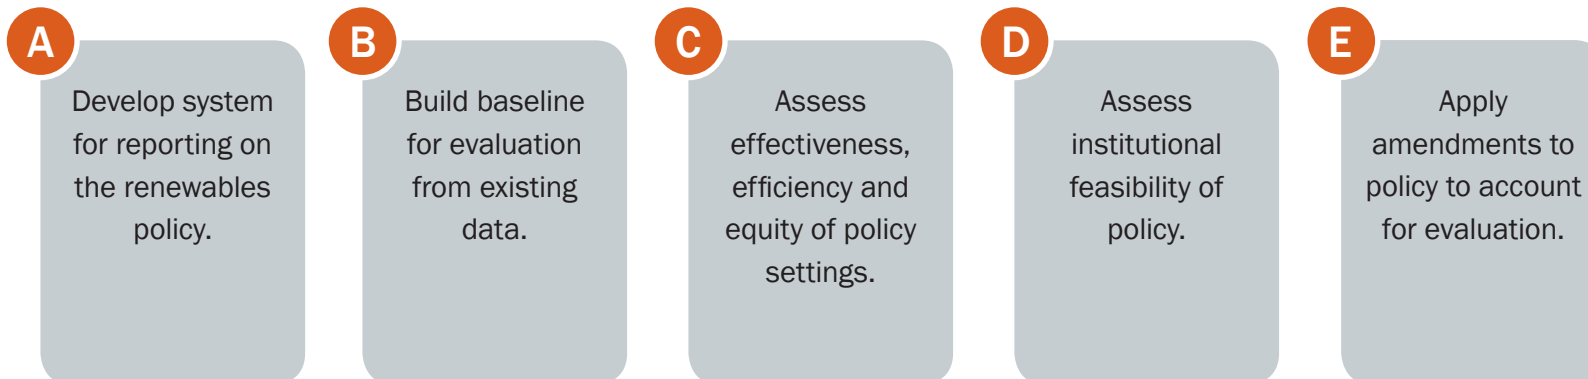 A
Develop system
for reporting on
the renewables
policy.
B
Build baseline
for evaluation
from existing
data.
C
Assess
effectiveness,
efficiency and
equity of policy
settings.
D
Assess
institutional
feasibility of
policy.
E
Apply
amendments to
policy to account
for evaluation.